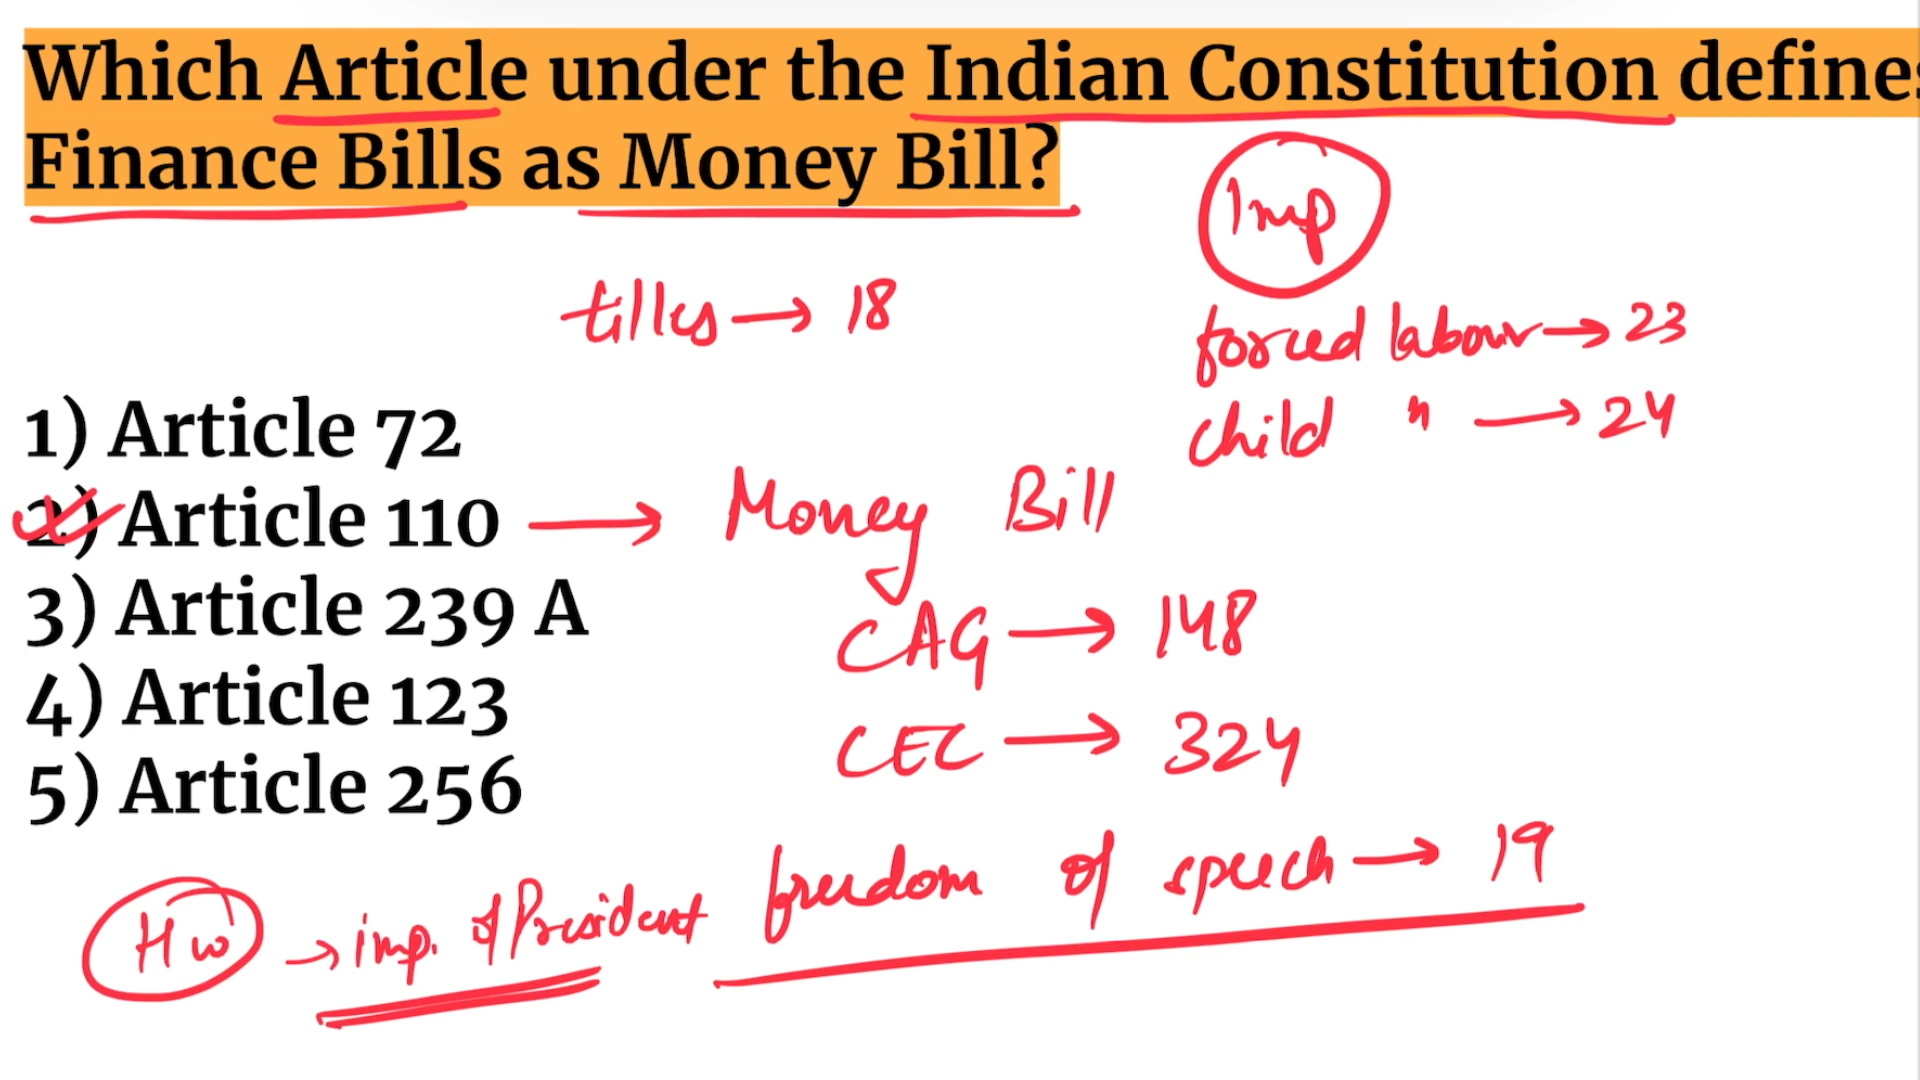 Which Article under the Indian Constitution defines
Finance Bills as Money Bill?
Imp
titles → 18
forced labour → 23
child " → 24
1) Article 72
2) Article 110 → Money Bill
3) Article 239 A
CAG → 148
4) Article 123
CEC → 324
5) Article 256
freedom of speech → 19
HW → imp. of President